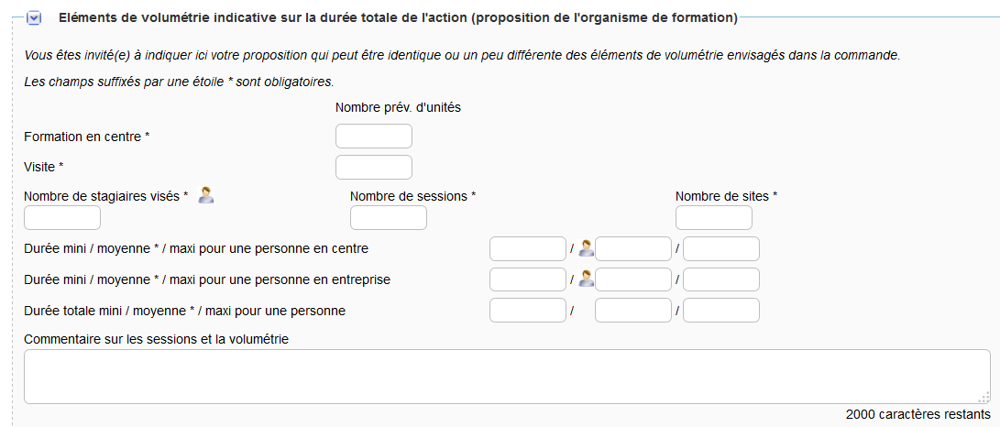 Eléments de volumétrie indicative sur la durée totale de l'action (proposition de l'organisme de formation)
Vous êtes invité(e) à indiquer ici votre proposition qui peut être identique ou un peu différente des éléments de volumétrie envisagés dans la commande.
Les champs suffixés par une étoile * sont obligatoires.
Nombre prév. d'unités
Formation en centre *
Visite *
Nombre de stagiaires visés * Nombre de sessions * Nombre de sites *
Durée mini / moyenne * / maxi pour une personne en centre / /
Durée mini / moyenne * / maxi pour une personne en entreprise / /
Durée totale mini / moyenne * / maxi pour une personne / /
Commentaire sur les sessions et la volumétrie
2000 caractères restants